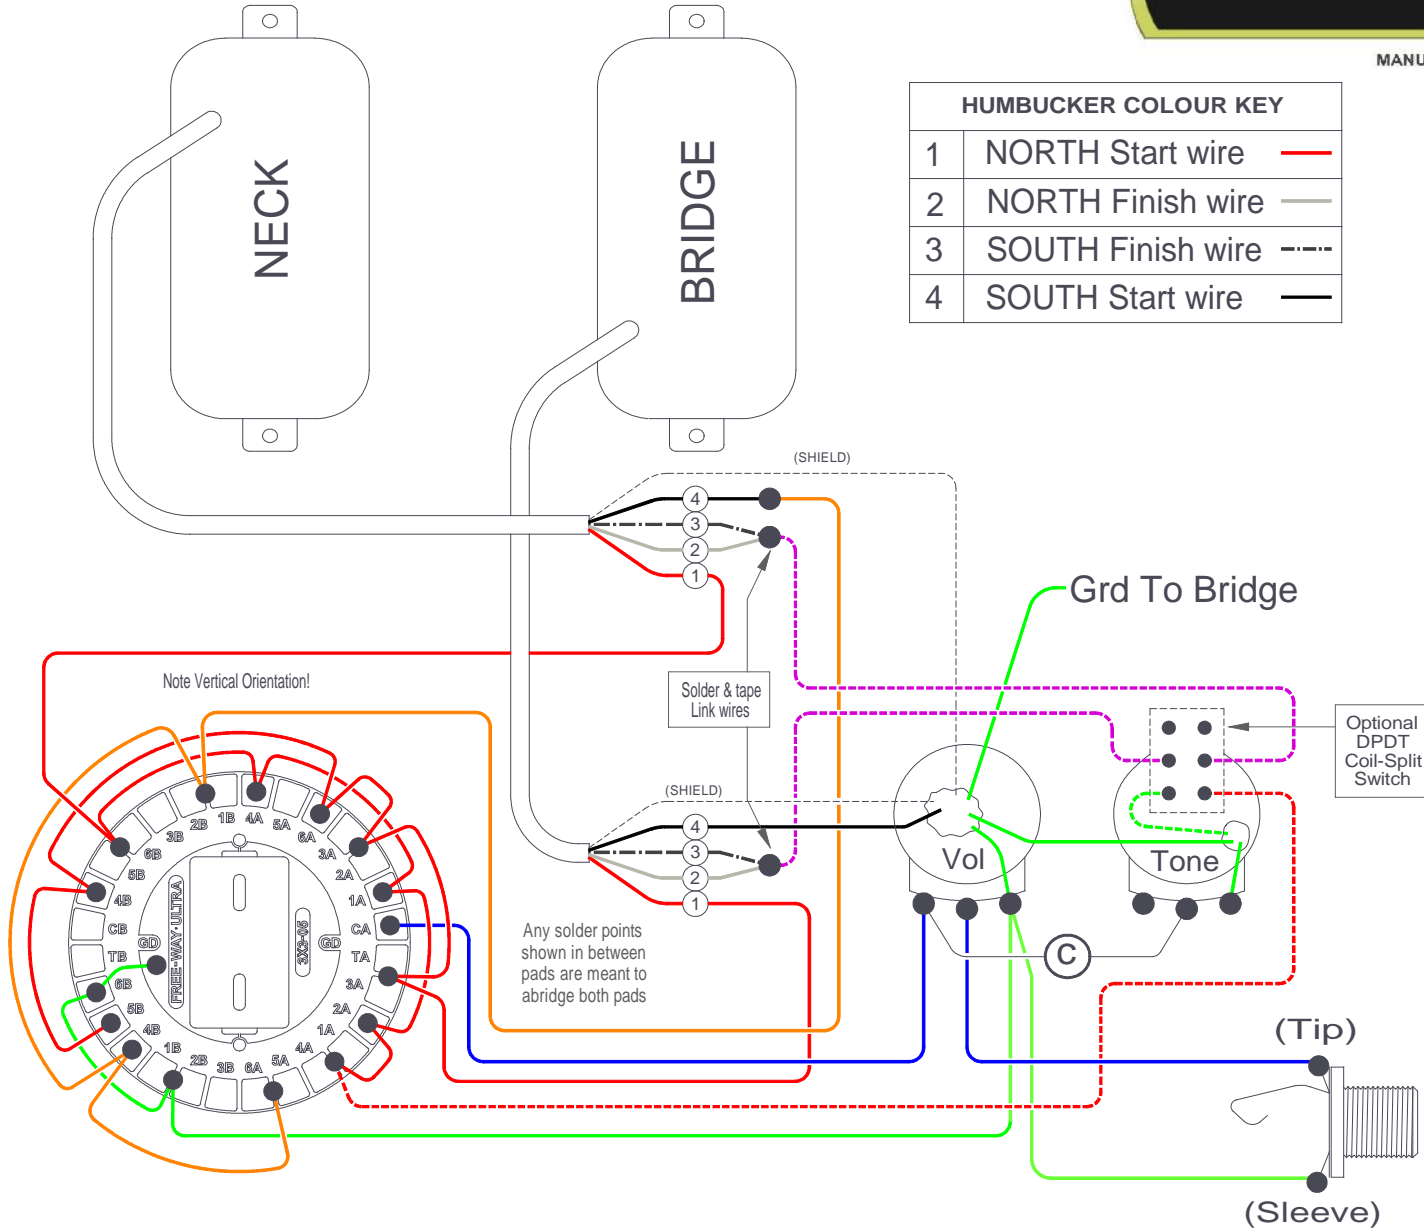 MANU
HUMBUCKER COLOUR KEY
1 NORTH Start wire
2 NORTH Finish wire
3 SOUTH Finish wire
4 SOUTH Start wire
NECK
BRIDGE
(SHIELD)
4
3
2
1
Grd To Bridge
Note Vertical Orientation!
Solder & tape
Link wires
Optional
DPDT
Coil-Split
Switch
(SHIELD)
4
3
2
1
Vol
Tone
Any solder points
shown in between
pads are meant to
abridge both pads
C
(Tip)
(Sleeve)
1B
4A
5A
6A
3A
2A
1A
CA
TA
3A
2A
1A
4A
5A
6A
3B
2B
1B
4B
5B
6B
TB
CB
4B
5B
6B
3B
2B
GD
FREE-WAY·ULTRA
3X3-05
GD